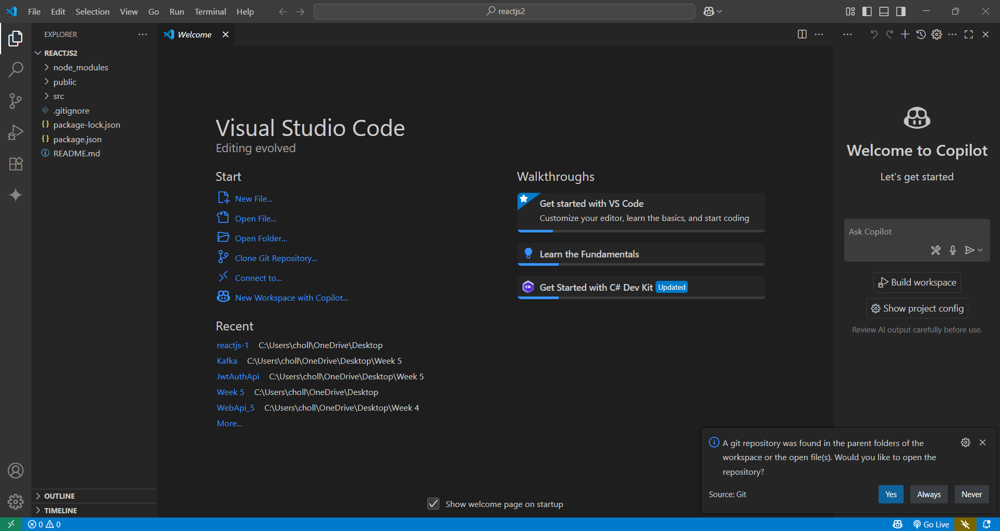 File Edit Selection View Go Run Terminal Help
reactjs2
EXPLORER
REACTJS2
node_modules
public
src
.gitignore
package-lock.json
package.json
README.md
OUTLINE
TIMELINE
Welcome
Visual Studio Code
Editing evolved
Start
New File...
Open File...
Open Folder...
Clone Git Repository...
Connect to...
New Workspace with Copilot...
Recent
reactjs-1 C:\Users\choll\OneDrive\Desktop
Kafka C:\Users\choll\OneDrive\Desktop\Week 5
JwtAuthApi C:\Users\choll\OneDrive\Desktop\Week 5
Week 5 C:\Users\choll\OneDrive\Desktop
WebApi_5 C:\Users\choll\OneDrive\Desktop\Week 4
More...
Walkthroughs
Get started with VS Code
Customize your editor, learn the basics, and start coding
Learn the Fundamentals
C#
Get Started with C# Dev Kit Updated
Show welcome page on startup
Welcome to Copilot
Let's get started
Ask Copilot
Build workspace
Show project config
Review AI output carefully before use.
A git repository was found in the parent folders of the
workspace or the open file(s). Would you like to open the
repository?
Source: Git
Yes Always Never
0 0
Go Live